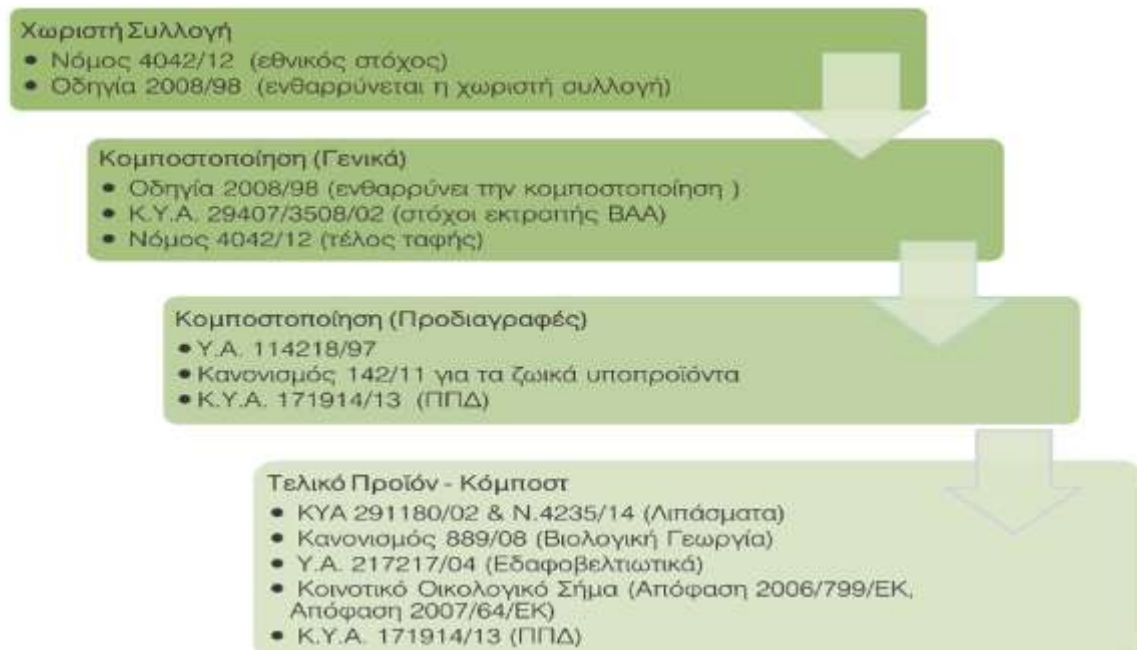 Χωριστή Συλλογή
• Νόμος 4042/12 (εθνικός στόχος)
• Οδηγία 2008/98 (ενθαρρύνεται η χωριστή συλλογή)
Κομποστοποίηση (Γενικά)
• Οδηγία 2008/98 (ενθαρρύνει την κομποστοποίηση )
• Κ.Υ.Α. 29407/3508/02 (στόχοι εκτροπής ΒΑΑ)
• Νόμος 4042/12 (τέλος ταφής)
Κομποστοποίηση (Προδιαγραφές)
• Υ.Α. 114218/97
• Κανονισμός 142/11 για τα ζωικά υποπροϊόντα
• Κ.Υ.Α. 171914/13 (ΠΠΔ)
Τελικό Προϊόν - Κόμποστ
• ΚΥΑ 291180/02 & Ν.4235/14 (Λιπάσματα)
• Κανονισμός 889/08 (Βιολογική Γεωργία)
• Υ.Α. 217217/04 (Εδαφοβελτιωτικά)
• Κοινοτικό Οικολογικό Σήμα (Απόφαση 2006/799/ΕΚ,
Απόφαση 2007/64/ΕΚ)
• Κ.Υ.Α. 171914/13 (ΠΠΔ)